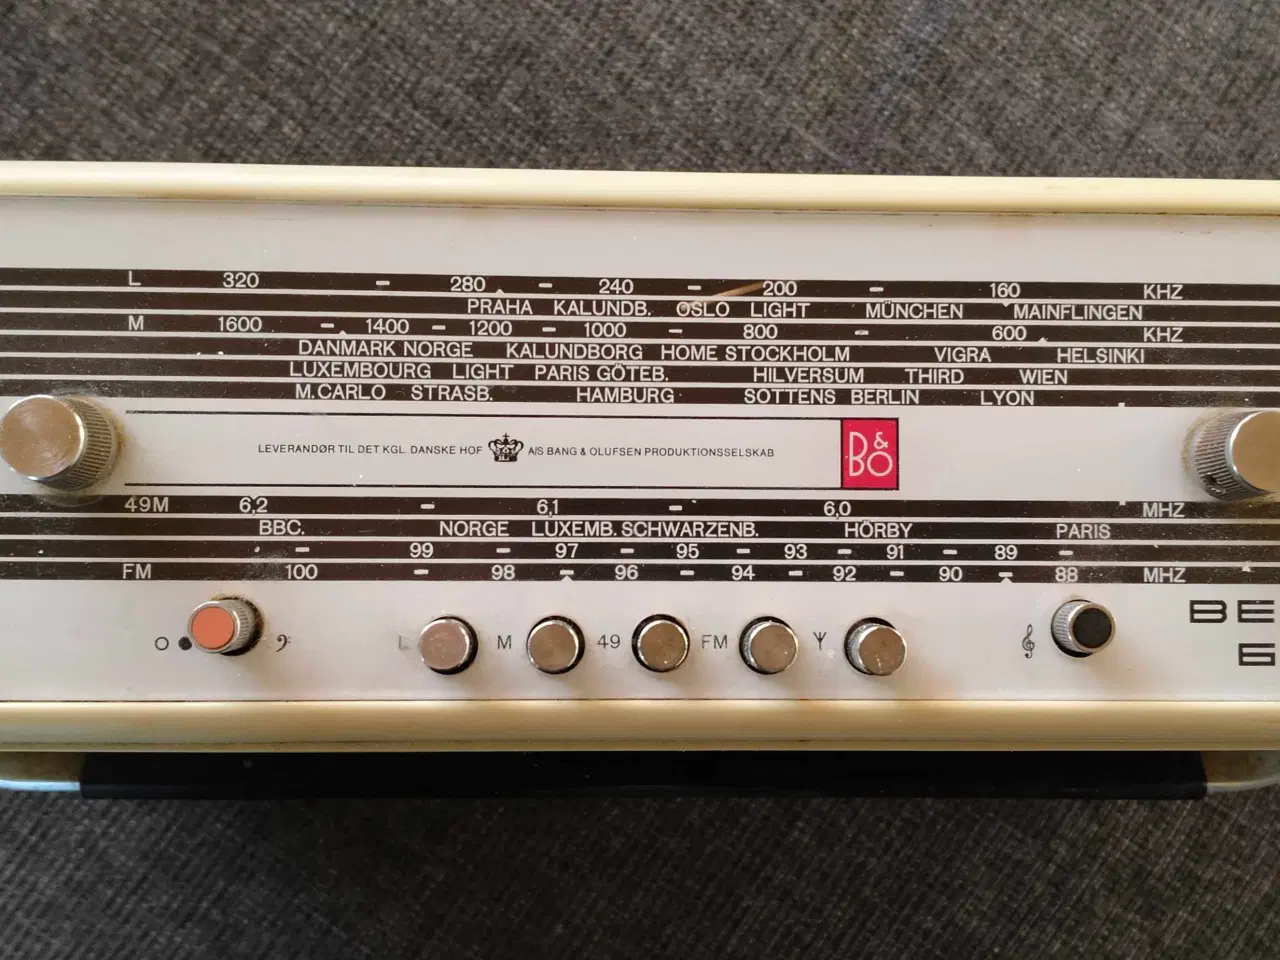 L 320 - 280 - 240 - 200 - 160 KHZ
PRAHA KALUNDB. OSLO LIGHT MÜNCHEN MAINFLINGEN
M 1600 - 1400 - 1200 - 1000 - 800 - 600 KHZ
DANMARK NORGE KALUNDBORG HOME STOCKHOLM VIGRA HELSINKI
LUXEMBOURG LIGHT PARIS GÖTEB. HILVERSUM THIRD WIEN
M.CARLO STRASB. HAMBURG SOTTENS BERLIN LYON
LEVERANDØR TIL DET KGL. DANSKE HOF A/S BANG & OLUFSEN PRODUKTIONSSELSKAB
B&O
49M 6,2 - 6,1 - 6,0 MHZ
BBC. NORGE LUXEMB. SCHWARZENB. HÖRBY PARIS
- 99 - 97 - 95 - 93 - 91 - 89 -
FM 100 - 98 - 96 - 94 - 92 - 90 - 88 MHZ
BE
6
L M 49 FM